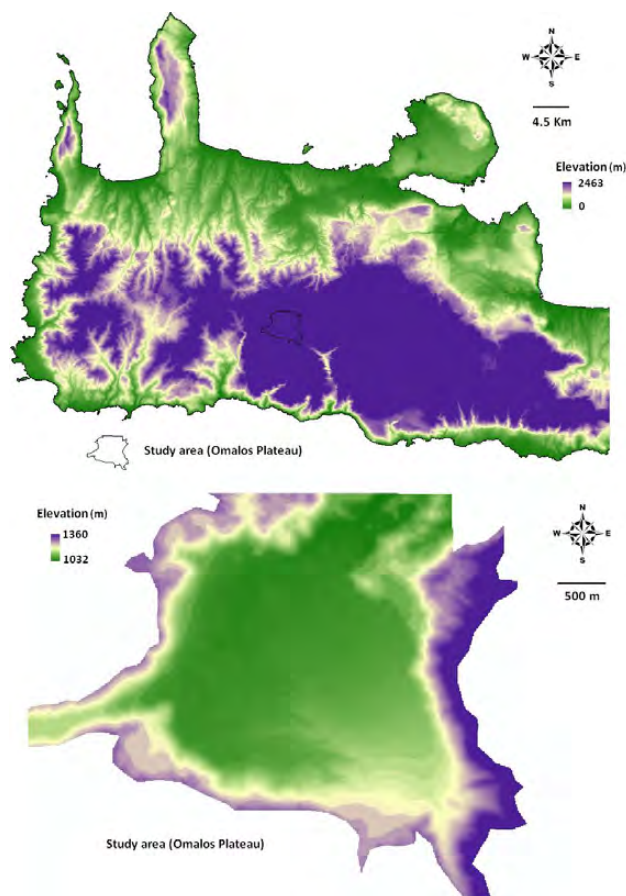 N
W E
S
4.5 Km
Elevation (m)
2463
0
Study area (Omalos Plateau)
Elevation (m)
1360
1032
N
W E
S
500 m
Study area (Omalos Plateau)